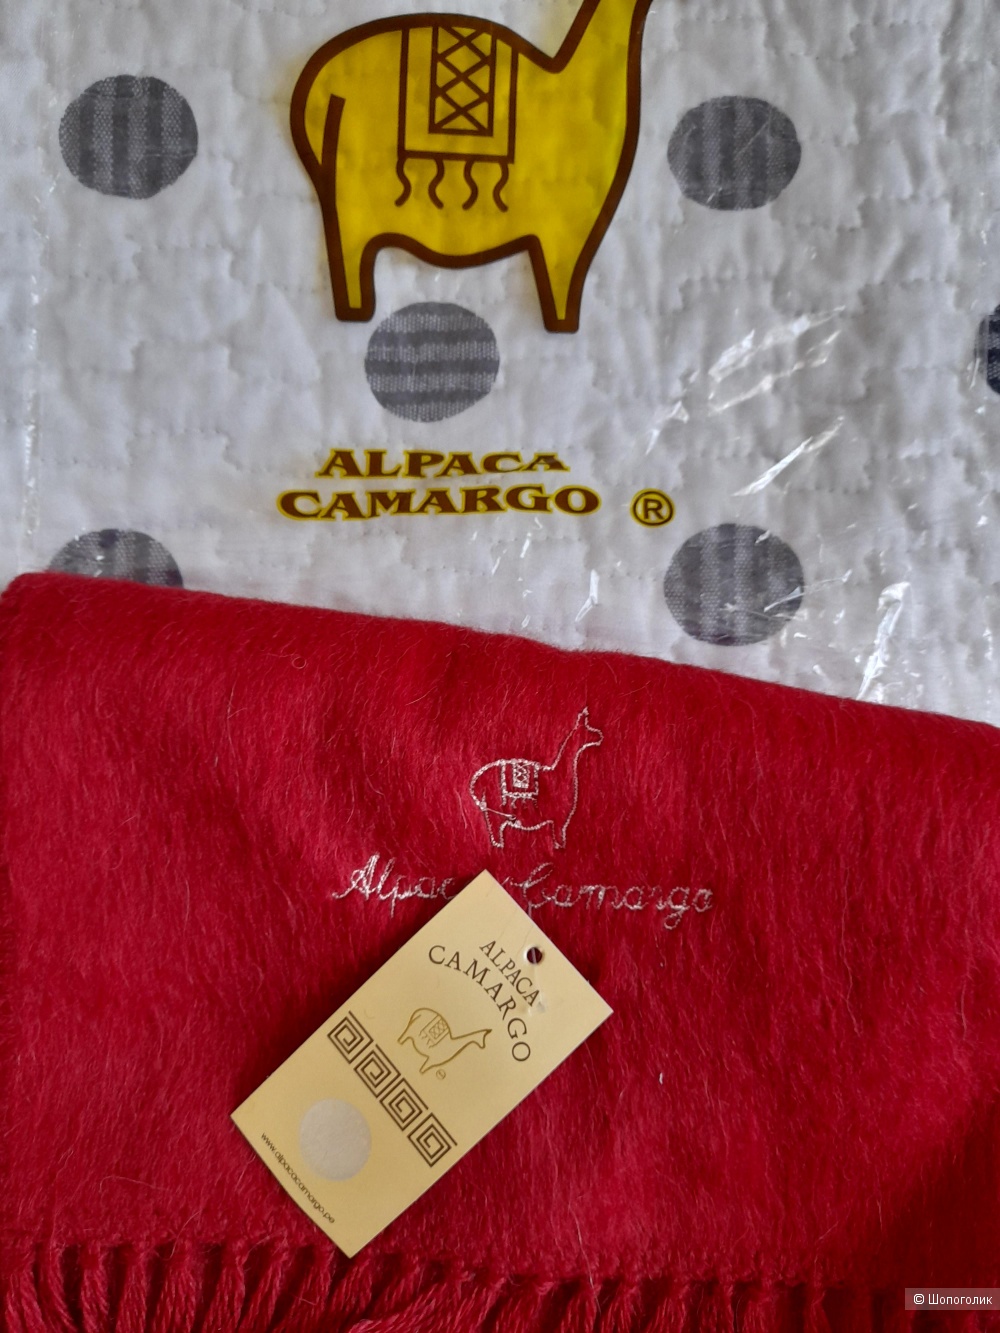 ALPACA
CAMARGO ®
Alpaca Camargo
ALPACA
CAMARGO
www.alpacacamargo.pe
© Шопоголик